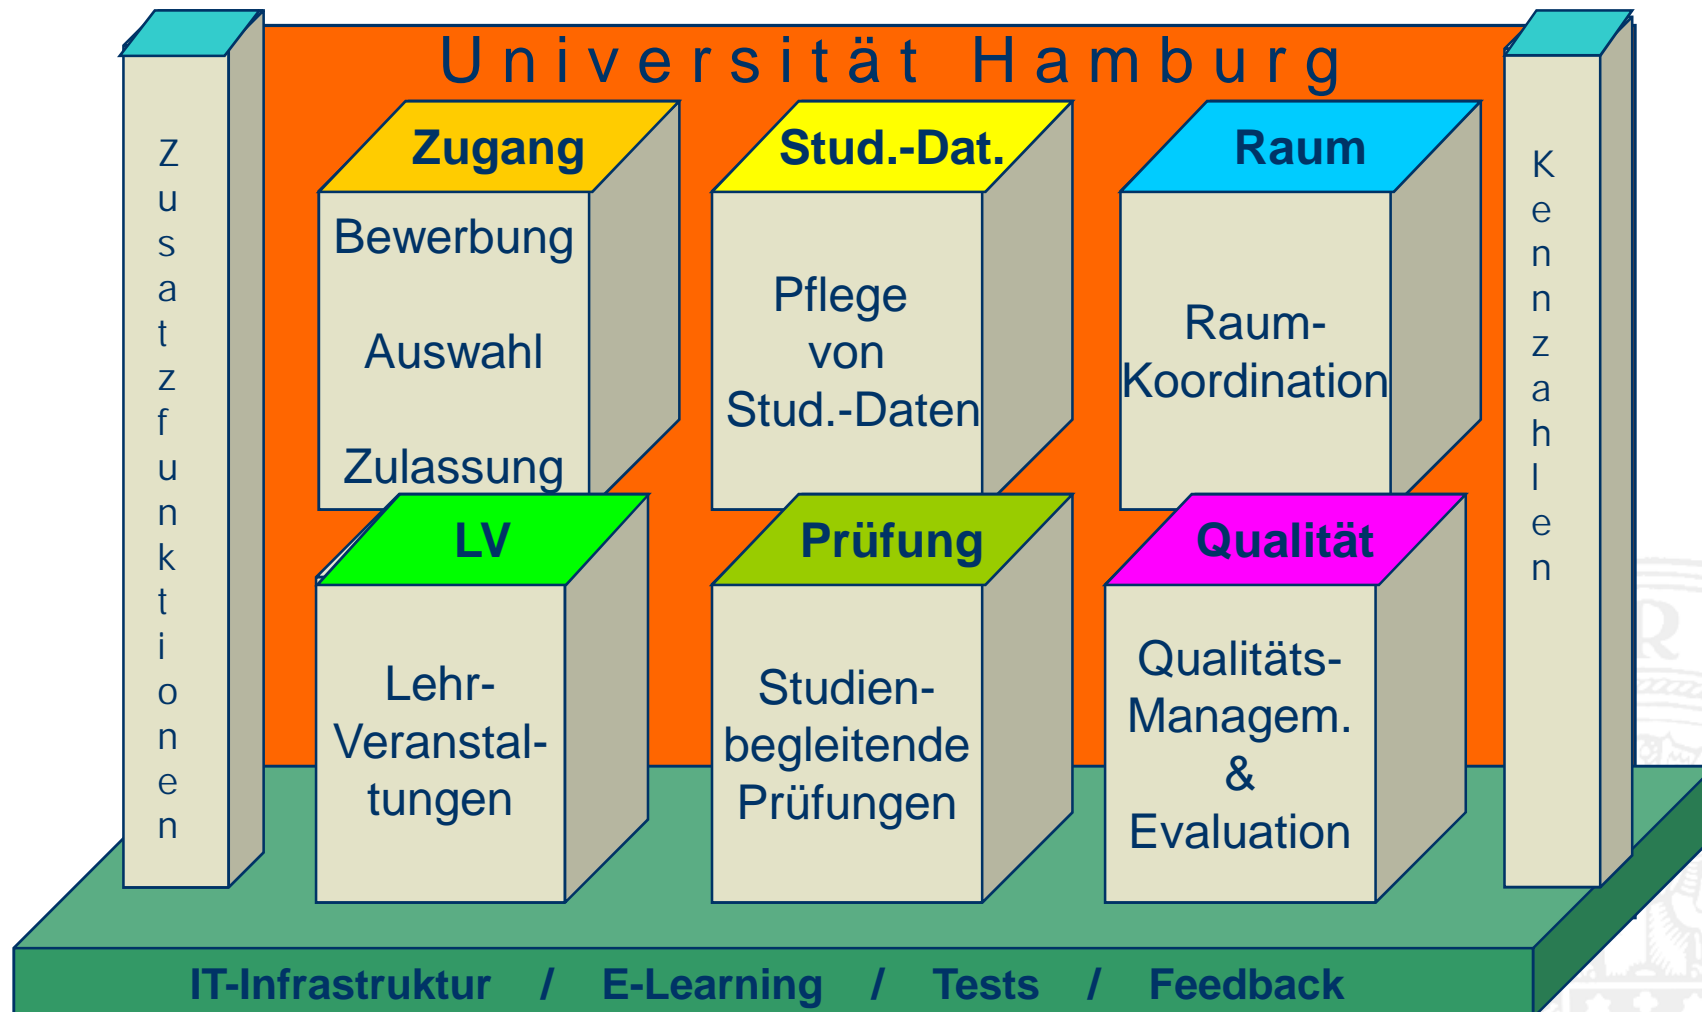 Universität Hamburg
Zusatzfunktionen
Zugang
Bewerbung
Auswahl
Zulassung
Stud.-Dat.
Pflege
von
Stud.-Daten
Raum
Raum-
Koordination
Kennzahlen
LV
Lehr-
Veranstal-
tungen
Prüfung
Studien-
begleitende
Prüfungen
Qualität
Qualitäts-
Managem.
&
Evaluation
R
IT-Infrastruktur / E-Learning / Tests / Feedback